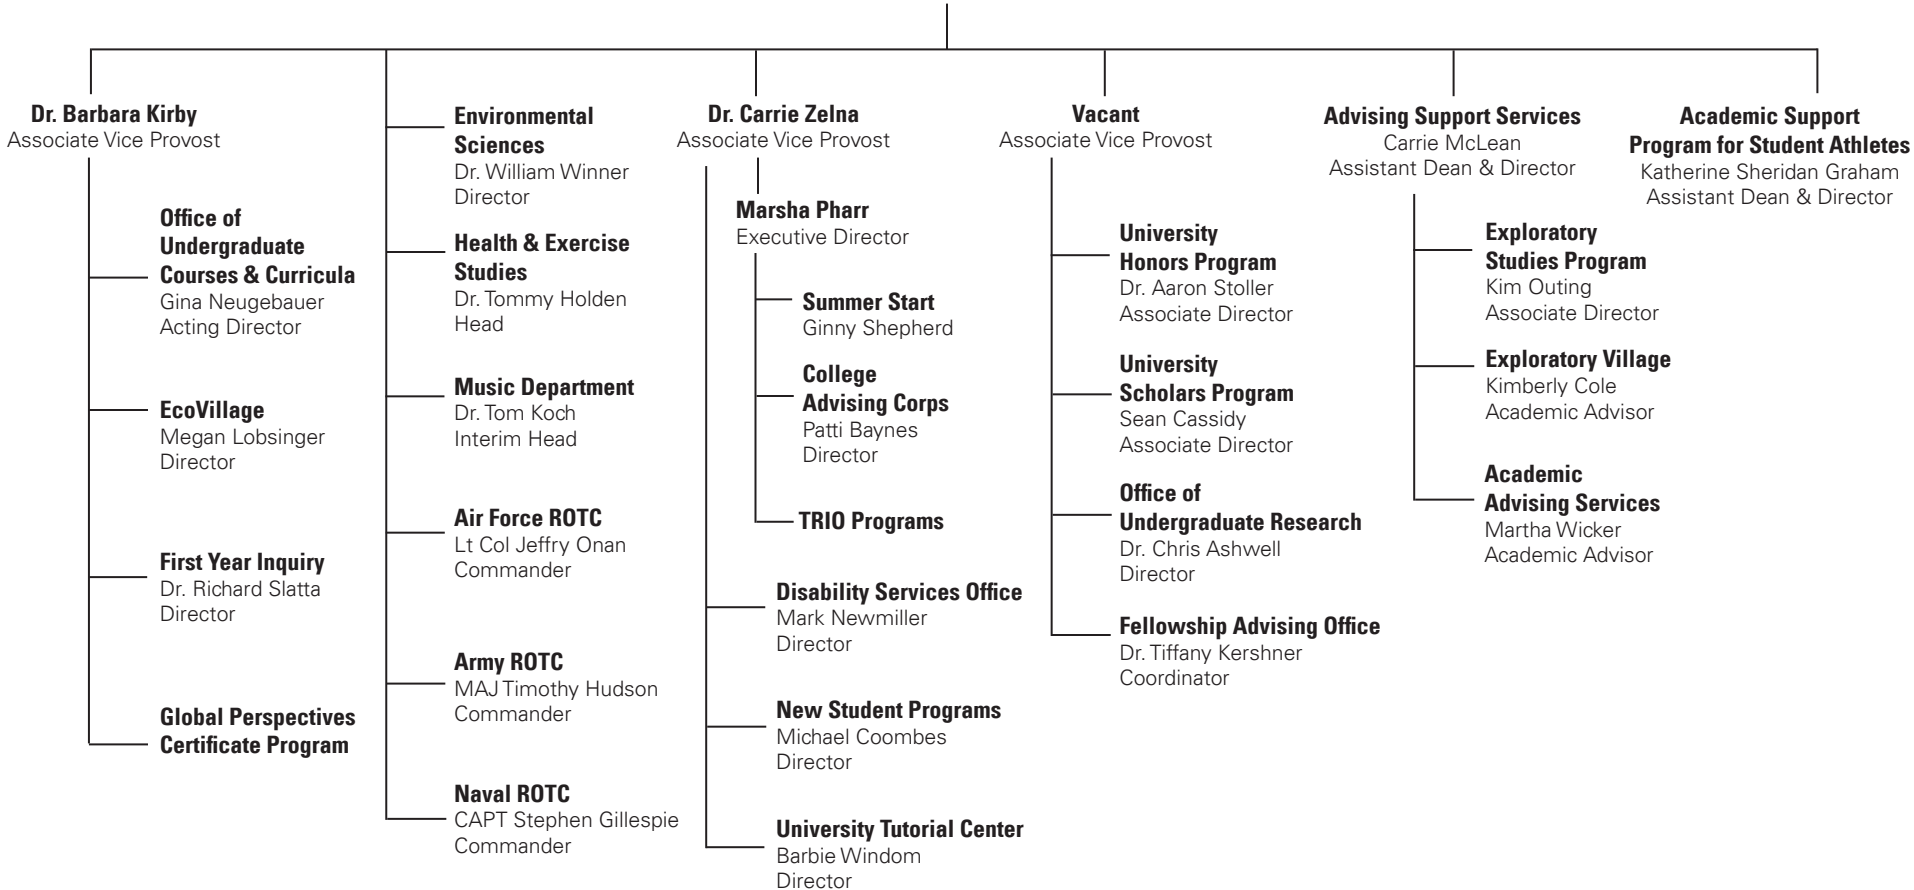 Dr. Barbara Kirby
Associate Vice Provost
Office of
Undergraduate
Courses & Curricula
Gina Neugebauer
Acting Director
EcoVillage
Megan Lobsinger
Director
First Year Inquiry
Dr. Richard Slatta
Director
Global Perspectives
Certificate Program
Environmental
Sciences
Dr. William Winner
Director
Health & Exercise
Studies
Dr. Tommy Holden
Head
Music Department
Dr. Tom Koch
Interim Head
Air Force ROTC
Lt Col Jeffry Onan
Commander
Army ROTC
MAJ Timothy Hudson
Commander
Naval ROTC
CAPT Stephen Gillespie
Commander
Dr. Carrie Zelna
Associate Vice Provost
Marsha Pharr
Executive Director
Summer Start
Ginny Shepherd
College
Advising Corps
Patti Baynes
Director
TRIO Programs
Disability Services Office
Mark Newmiller
Director
New Student Programs
Michael Coombes
Director
University Tutorial Center
Barbie Windom
Director
Vacant
Associate Vice Provost
University
Honors Program
Dr. Aaron Stoller
Associate Director
University
Scholars Program
Sean Cassidy
Associate Director
Office of
Undergraduate Research
Dr. Chris Ashwell
Director
Fellowship Advising Office
Dr. Tiffany Kershner
Coordinator
Advising Support Services
Carrie McLean
Assistant Dean & Director
Exploratory
Studies Program
Kim Outing
Associate Director
Exploratory Village
Kimberly Cole
Academic Advisor
Academic
Advising Services
Martha Wicker
Academic Advisor
Academic Support
Program for Student Athletes
Katherine Sheridan Graham
Assistant Dean & Director